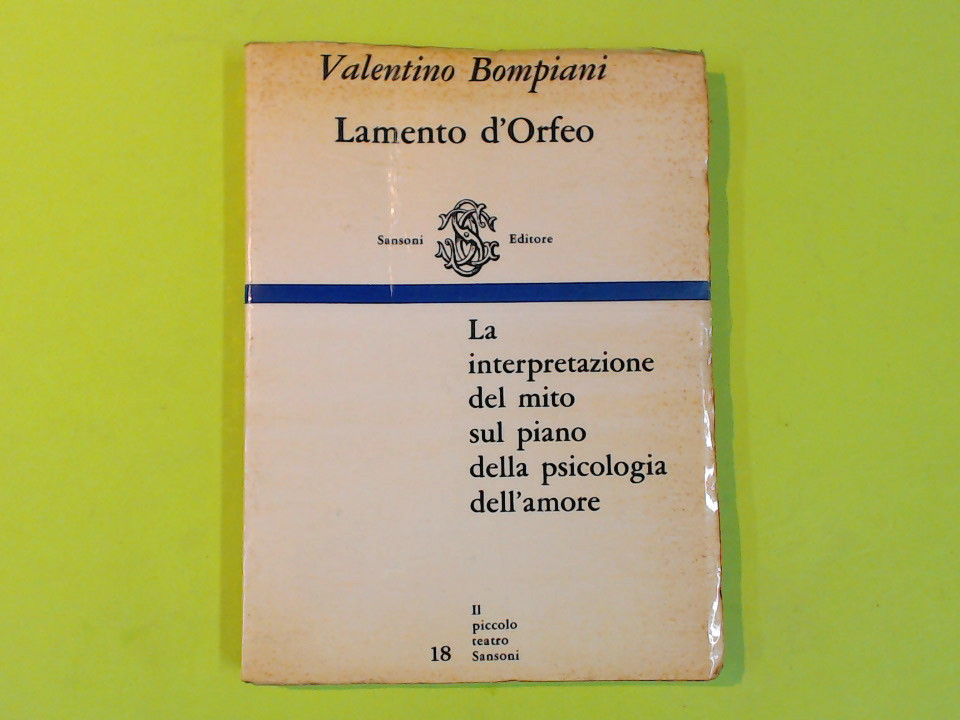 Valentino Bompiani
Lamento d'Orfeo
Sansoni Editore
La
interpretazione
del mito
sul piano
della psicologia
dell'amore
18
Il
piccolo
teatro
Sansoni